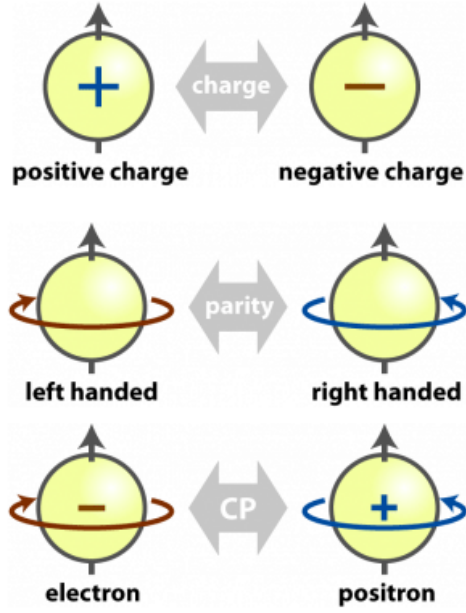 +
charge
−
positive charge
negative charge
parity
left handed
right handed
−
CP
+
electron
positron